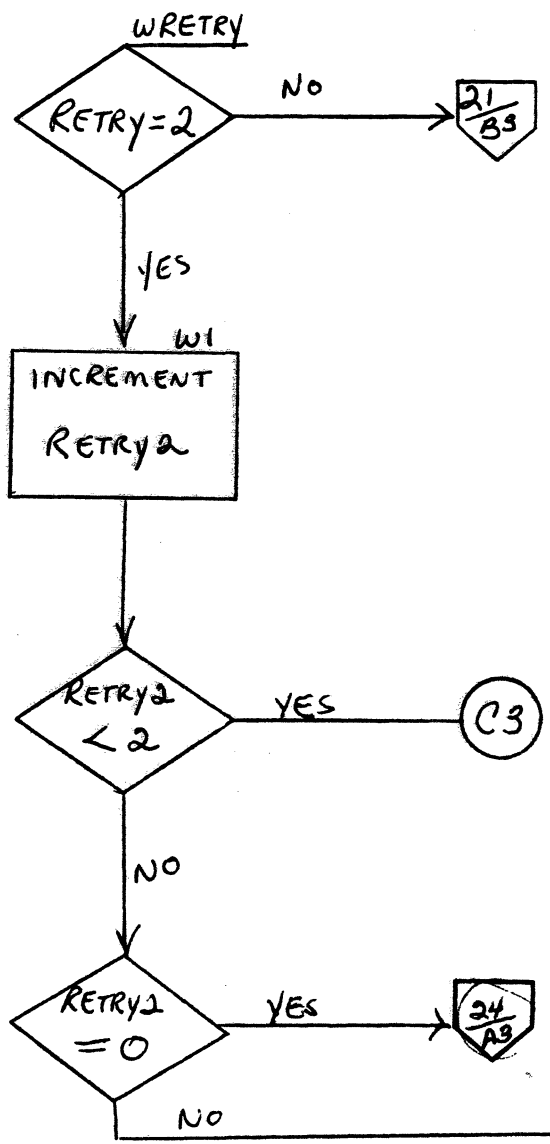 WRETRY
RETRY=2
NO
21/B3
YES
W1
INCREMENT
RETRY2
RETRY2
< 2
YES
C3
NO
RETRY2
= 0
YES
24/A3
NO